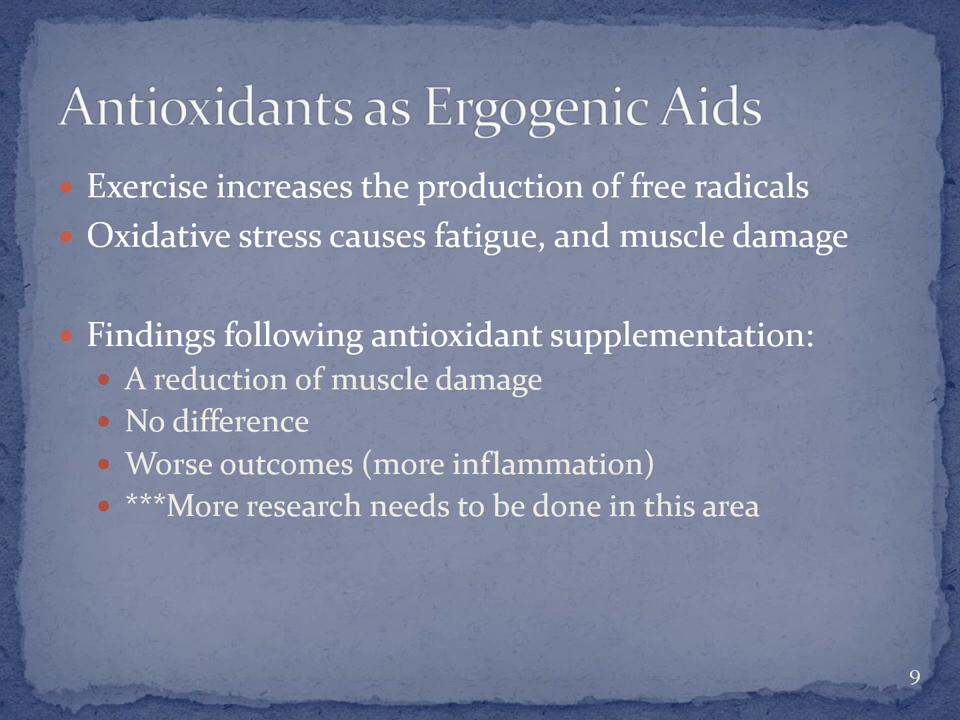 Antioxidants as Ergogenic Aids
• Exercise increases the production of free radicals
• Oxidative stress causes fatigue, and muscle damage
• Findings following antioxidant supplementation:
• A reduction of muscle damage
• No difference
• Worse outcomes (more inflammation)
• ***More research needs to be done in this area
9